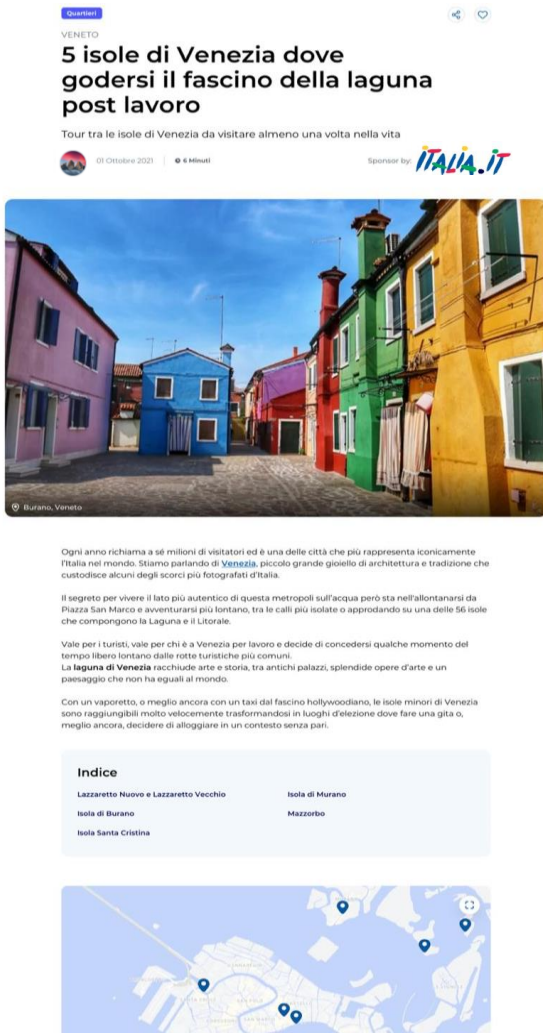 Quartieri
VENETO
5 isole di Venezia dove
godersi il fascino della laguna
post lavoro
Tour tra le isole di Venezia da visitare almeno una volta nella vita
01 Ottobre 2021
6 Minuti
Sponsor by:
iTALiA.iT
Burano, Veneto
Ogni anno richiama a sé milioni di visitatori ed è una delle città che più rappresenta iconicamente
l'Italia nel mondo. Stiamo parlando di Venezia, piccolo grande gioiello di architettura e tradizione che
custodisce alcuni degli scorci più fotografati d'Italia.
Il segreto per vivere il lato più autentico di questa metropoli sull'acqua però sta nell'allontanarsi da
Piazza San Marco e avventurarsi più lontano, tra le calli più isolate o approdando su una delle 56 isole
che compongono la Laguna e il Litorale.
Vale per i turisti, vale per chi è a Venezia per lavoro e decide di concedersi qualche momento del
tempo libero lontano dalle rotte turistiche più comuni.
La laguna di Venezia racchiude arte e storia, tra antichi palazzi, splendide opere d'arte e un
paesaggio che non ha eguali al mondo.
Con un vaporetto, o meglio ancora con un taxi dal fascino hollywoodiano, le isole minori di Venezia
sono raggiungibili molto velocemente trasformandosi in luoghi d'elezione dove fare una gita o,
meglio ancora, decidere di alloggiare in un contesto senza pari.
Indice
Lazzaretto Nuovo e Lazzaretto Vecchio
Isola di Murano
Isola di Burano
Mazzorbo
Isola Santa Cristina